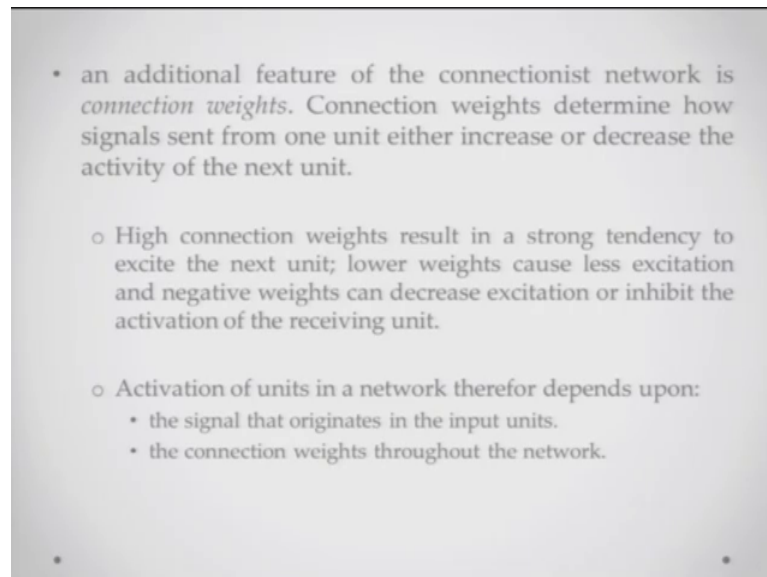 • an additional feature of the connectionist network is
connection weights. Connection weights determine how
signals sent from one unit either increase or decrease the
activity of the next unit.
o High connection weights result in a strong tendency to
excite the next unit; lower weights cause less excitation
and negative weights can decrease excitation or inhibit the
activation of the receiving unit.
o Activation of units in a network therefor depends upon:
• the signal that originates in the input units.
• the connection weights throughout the network.